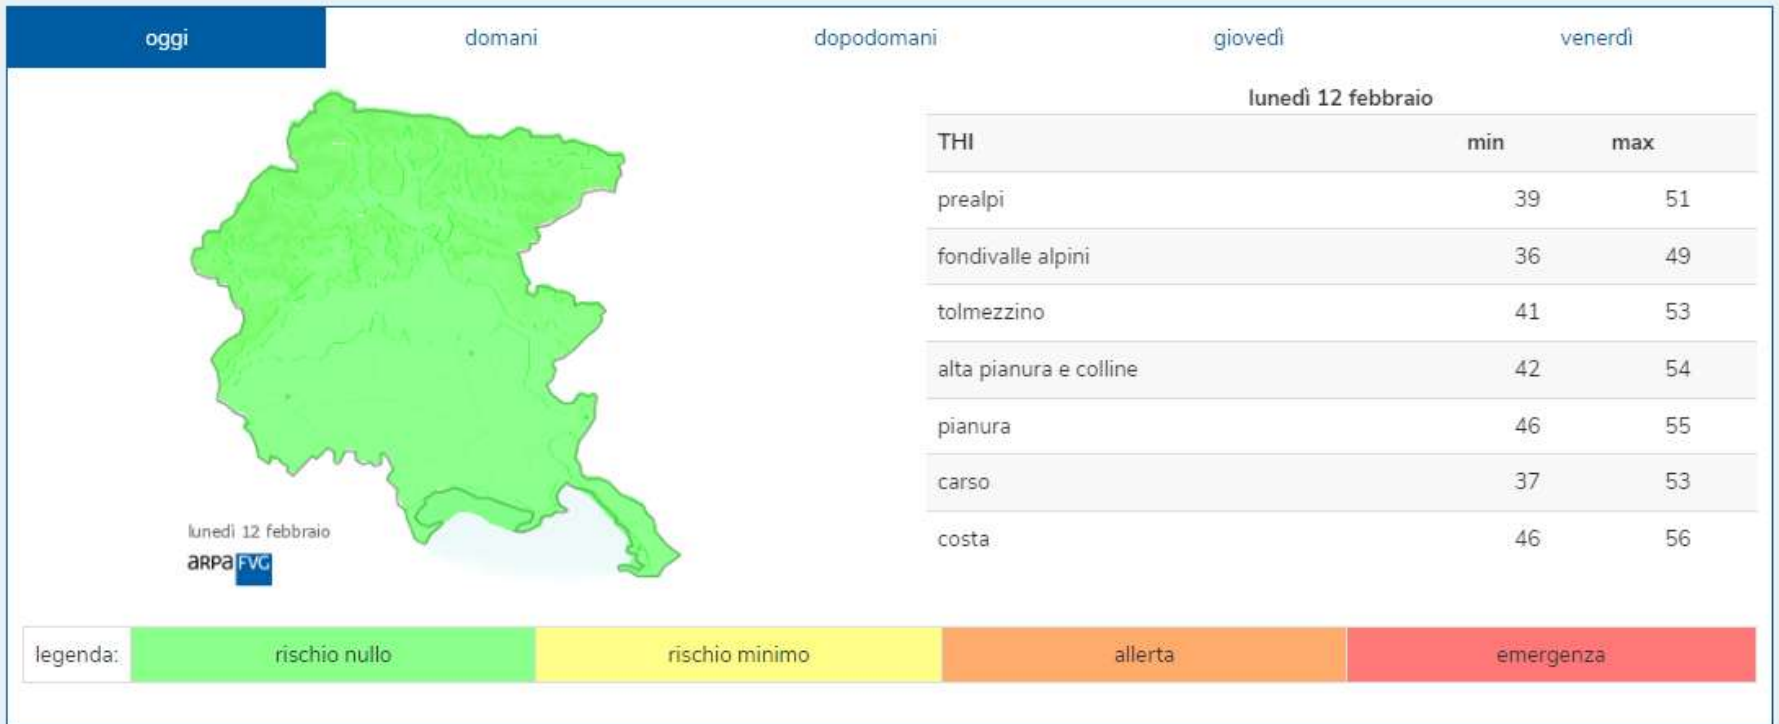 oggi domani dopodomani giovedì venerdì
lunedì 12 febbraio
THI min max
prealpi 39 51
fondivalle alpini 36 49
tolmezzino 41 53
alta pianura e colline 42 54
pianura 46 55
carso 37 53
costa 46 56
lunedì 12 febbraio
arpa FVG
legenda: rischio nullo rischio minimo allerta emergenza